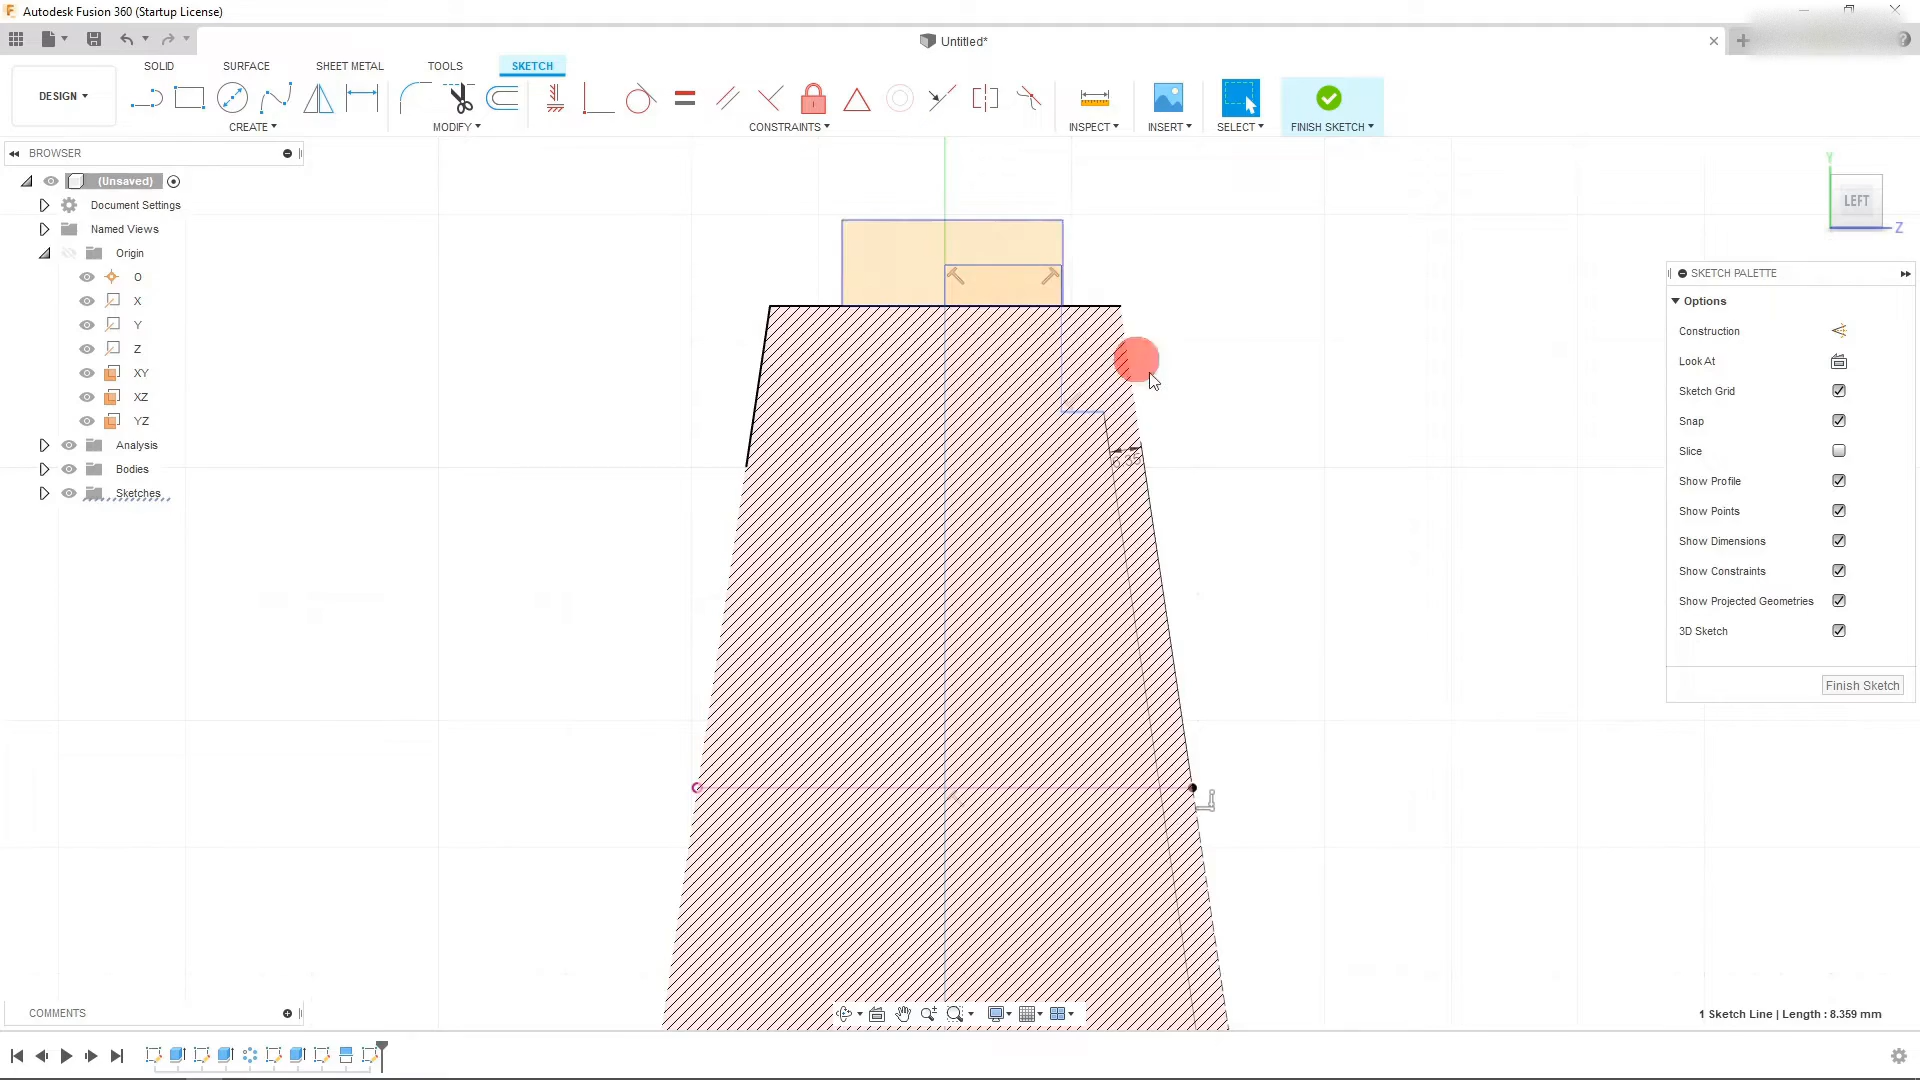 Autodesk Fusion 360 (Startup License)
Untitled*
SOLID SURFACE SHEET METAL TOOLS SKETCH
DESIGN
CREATE MODIFY CONSTRAINTS INSPECT INSERT SELECT FINISH SKETCH
BROWSER
(Unsaved)
Document Settings
Named Views
Origin
O
X
Y
Z
XY
XZ
YZ
Analysis
Bodies
Sketches
6.35
Y
LEFT
Z
SKETCH PALETTE
Options
Construction
Look At
Sketch Grid
Snap
Slice
Show Profile
Show Points
Show Dimensions
Show Constraints
Show Projected Geometries
3D Sketch
Finish Sketch
COMMENTS
1 Sketch Line | Length : 8.359 mm